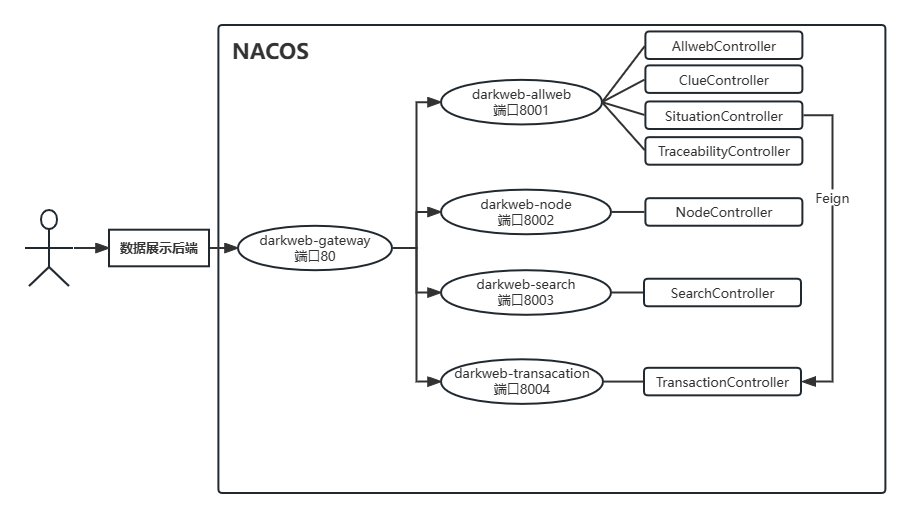 NACOS
AllwebController
darkweb-allweb
端口8001
ClueController
SituationController
TraceabilityController
Feign
darkweb-node
端口8002
NodeController
数据展示后端
darkweb-gateway
端口80
darkweb-search
端口8003
SearchController
darkweb-transacation
端口8004
TransactionController